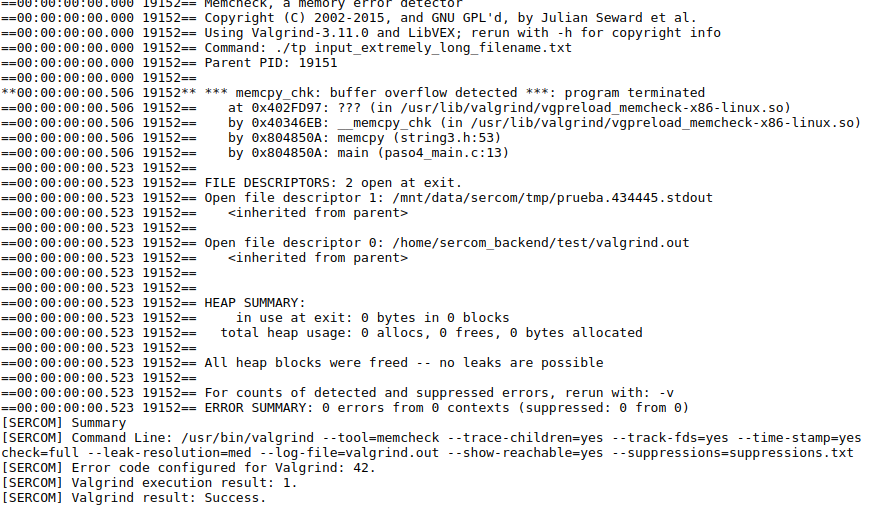 ==00:00:00:00.000 19152== Memcheck, a memory error detector
==00:00:00:00.000 19152== Copyright (C) 2002-2015, and GNU GPL'd, by Julian Seward et al.
==00:00:00:00.000 19152== Using Valgrind-3.11.0 and LibVEX; rerun with -h for copyright info
==00:00:00:00.000 19152== Command: ./tp input_extremely_long_filename.txt
==00:00:00:00.000 19152== Parent PID: 19151
==00:00:00:00.000 19152==
**00:00:00:00.506 19152** *** memcpy_chk: buffer overflow detected ***: program terminated
==00:00:00:00.506 19152==    at 0x402FD97: ??? (in /usr/lib/valgrind/vgpreload_memcheck-x86-linux.so)
==00:00:00:00.506 19152==    by 0x40346EB: __memcpy_chk (in /usr/lib/valgrind/vgpreload_memcheck-x86-linux.so)
==00:00:00:00.506 19152==    by 0x804850A: memcpy (string3.h:53)
==00:00:00:00.506 19152==    by 0x804850A: main (paso4_main.c:13)
==00:00:00:00.523 19152==
==00:00:00:00.523 19152== FILE DESCRIPTORS: 2 open at exit.
==00:00:00:00.523 19152== Open file descriptor 1: /mnt/data/sercom/tmp/prueba.434445.stdout
==00:00:00:00.523 19152==    <inherited from parent>
==00:00:00:00.523 19152==
==00:00:00:00.523 19152== Open file descriptor 0: /home/sercom_backend/test/valgrind.out
==00:00:00:00.523 19152==    <inherited from parent>
==00:00:00:00.523 19152==
==00:00:00:00.523 19152==
==00:00:00:00.523 19152== HEAP SUMMARY:
==00:00:00:00.523 19152==     in use at exit: 0 bytes in 0 blocks
==00:00:00:00.523 19152==   total heap usage: 0 allocs, 0 frees, 0 bytes allocated
==00:00:00:00.523 19152==
==00:00:00:00.523 19152== All heap blocks were freed -- no leaks are possible
==00:00:00:00.523 19152==
==00:00:00:00.523 19152== For counts of detected and suppressed errors, rerun with: -v
==00:00:00:00.523 19152== ERROR SUMMARY: 0 errors from 0 contexts (suppressed: 0 from 0)
[SERCOM] Summary
[SERCOM] Command Line: /usr/bin/valgrind --tool=memcheck --trace-children=yes --track-fds=yes --time-stamp=yes
check=full --leak-resolution=med --log-file=valgrind.out --show-reachable=yes --suppressions=suppressions.txt
[SERCOM] Error code configured for Valgrind: 42.
[SERCOM] Valgrind execution result: 1.
[SERCOM] Valgrind result: Success.